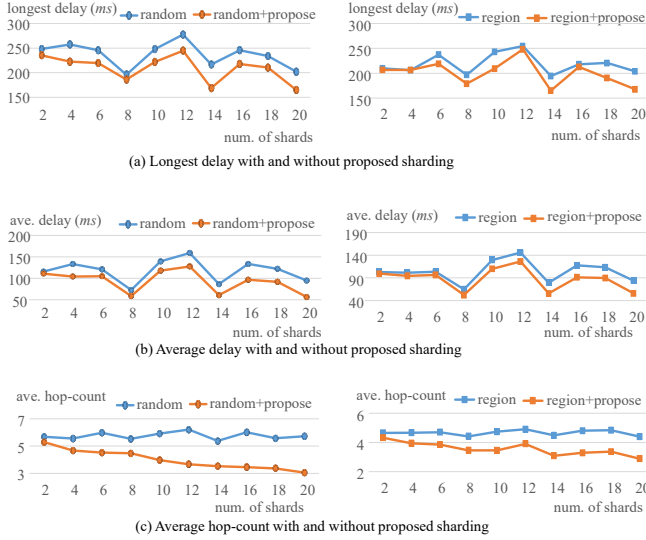 longest delay (ms)
random
random+propose
300
250
200
150
2 4 6 8 10 12 14 16 18 20
num. of shards
longest delay (ms)
region
region+propose
300
250
200
150
2 4 6 8 10 12 14 16 18 20
num. of shards
(a) Longest delay with and without proposed sharding
ave. delay (ms)
random
random+propose
200
150
100
50
2 4 6 8 10 12 14 16 18 20
num. of shards
ave. delay (ms)
region
region+propose
190
140
90
40
2 4 6 8 10 12 14 16 18 20
num. of shards
(b) Average delay with and without proposed sharding
ave. hop-count
random
random+propose
7
5
3
2 4 6 8 10 12 14 16 18 20
num. of shards
ave. hop-count
region
region+propose
6
4
2
2 4 6 8 10 12 14 16 18 20
num. of shards
(c) Average hop-count with and without proposed sharding